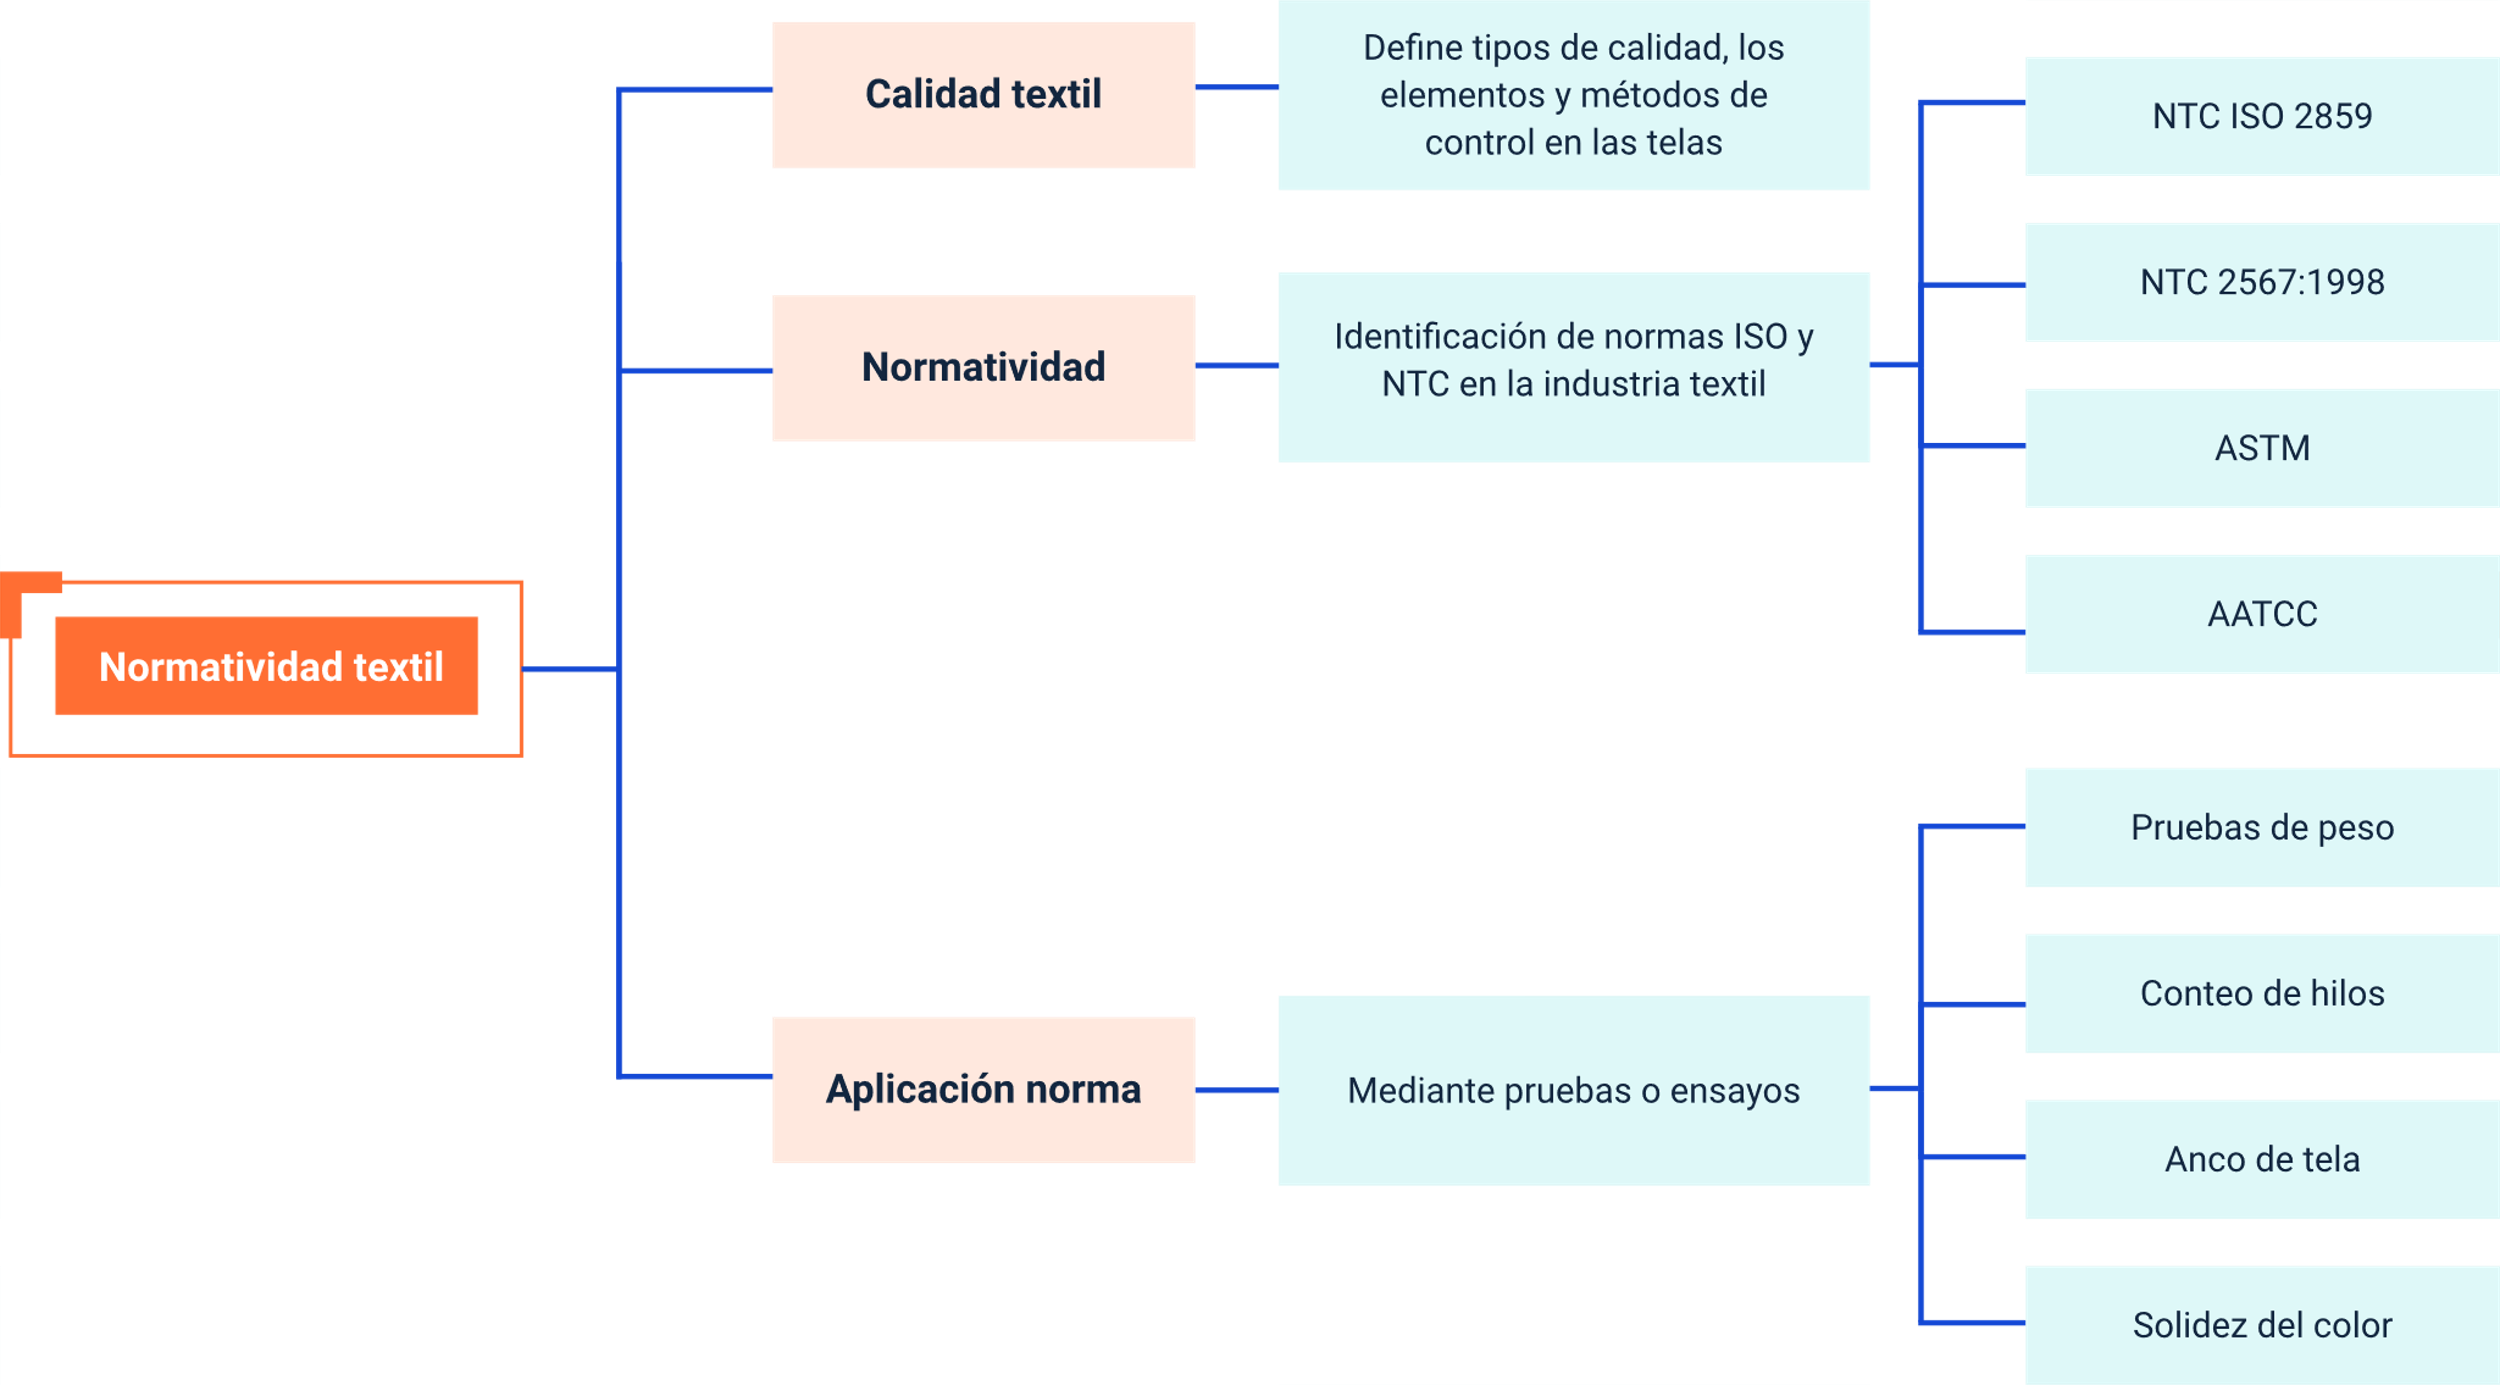 Normatividad textil
Calidad textil
Define tipos de calidad, los
elementos y métodos de
control en las telas
Normatividad
Identificación de normas ISO y
NTC en la industria textil
NTC ISO 2859
NTC 2567:1998
ASTM
AATCC
Aplicación norma
Mediante pruebas o ensayos
Pruebas de peso
Conteo de hilos
Anco de tela
Solidez del color